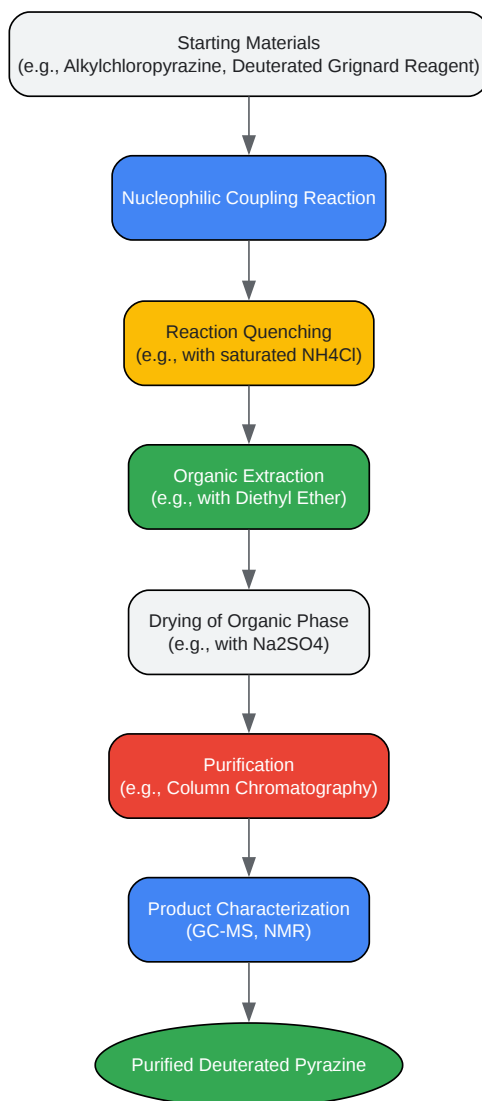 Starting Materials
(e.g., Alkylchloropyrazine, Deuterated Grignard Reagent)
Nucleophilic Coupling Reaction
Reaction Quenching
(e.g., with saturated NH4Cl)
Organic Extraction
(e.g., with Diethyl Ether)
Drying of Organic Phase
(e.g., with Na2SO4)
Purification
(e.g., Column Chromatography)
Product Characterization
(GC-MS, NMR)
Purified Deuterated Pyrazine